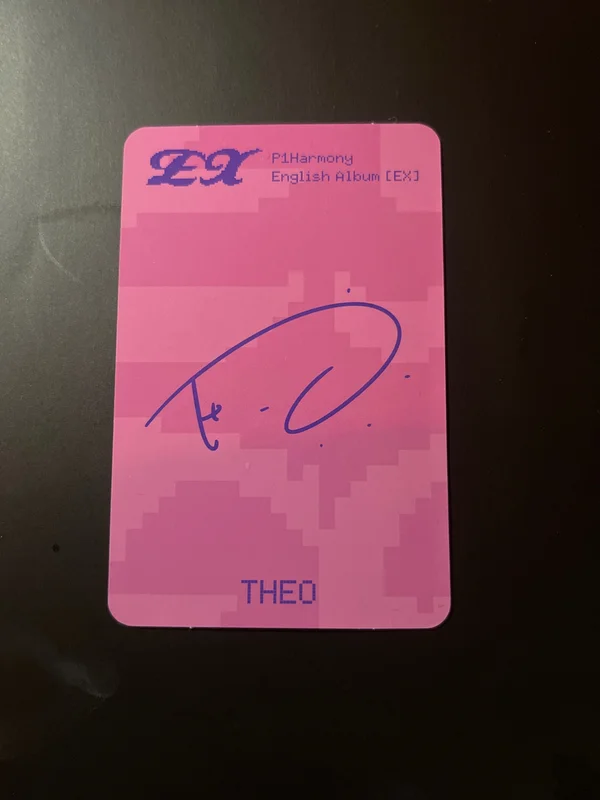 EX
P1Harmony
English Album [EX]
THEO